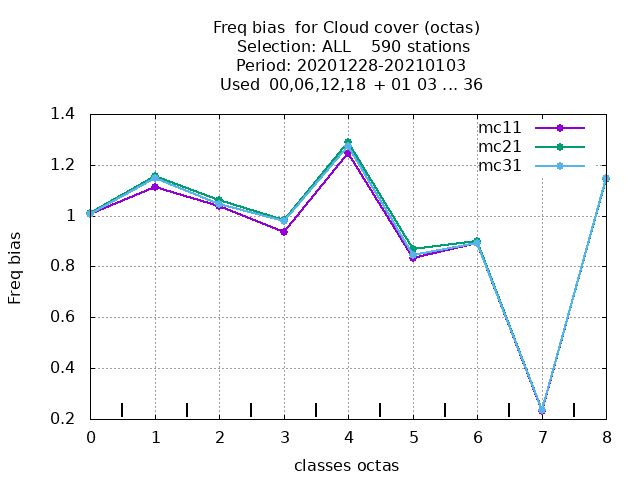 Freq bias  for Cloud cover (octas)
Selection: ALL    590 stations
Period: 20201228-20210103
Used  00,06,12,18  + 01 03 ... 36
1.4
1.2
1
0.8
0.6
0.4
0.2
Freq bias
mc11
mc21
mc31
0 1 2 3 4 5 6 7 8
classes octas